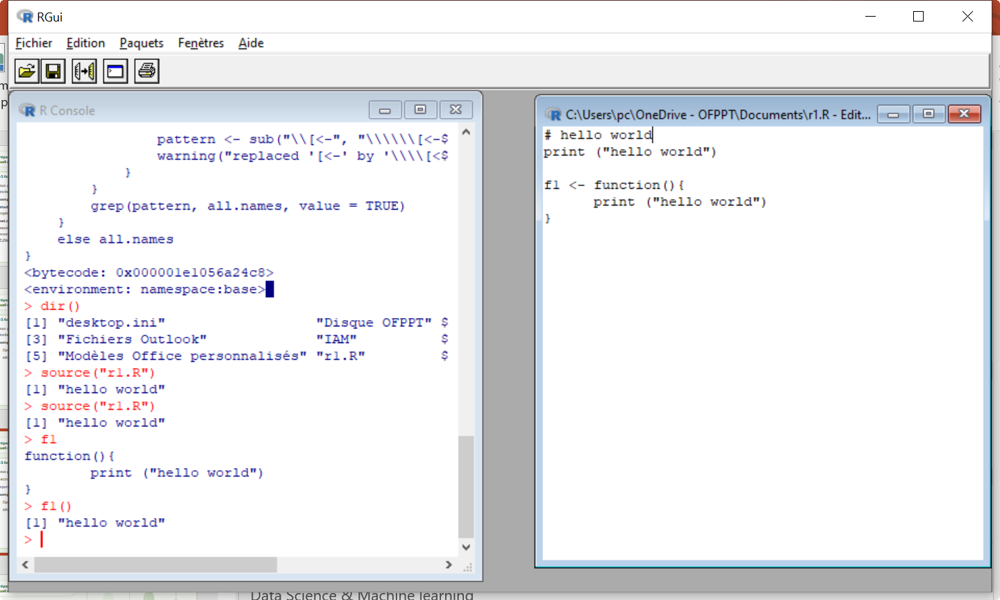 RGui
Fichier Edition Paquets Fenêtres Aide
R Console
pattern <- sub("\\[<-", "\\\\\\[<-$
warning("replaced '[<-' by '\\\\[<$
}
}
grep(pattern, all.names, value = TRUE)
}
else all.names
}
<bytecode: 0x000001e1056a24c8>
<environment: namespace:base>
> dir()
[1] "desktop.ini" "Disque OFPPT" $
[3] "Fichiers Outlook" "IAM" $
[5] "Modèles Office personnalisés" "r1.R" $
> source("r1.R")
[1] "hello world"
> source("r1.R")
[1] "hello world"
> f1
function(){
print ("hello world")
}
> f1()
[1] "hello world"
>
C:\Users\pc\OneDrive - OFPPT\Documents\r1.R - Edit...
# hello world
print ("hello world")
f1 <- function(){
print ("hello world")
}
Data Science & Machine learning